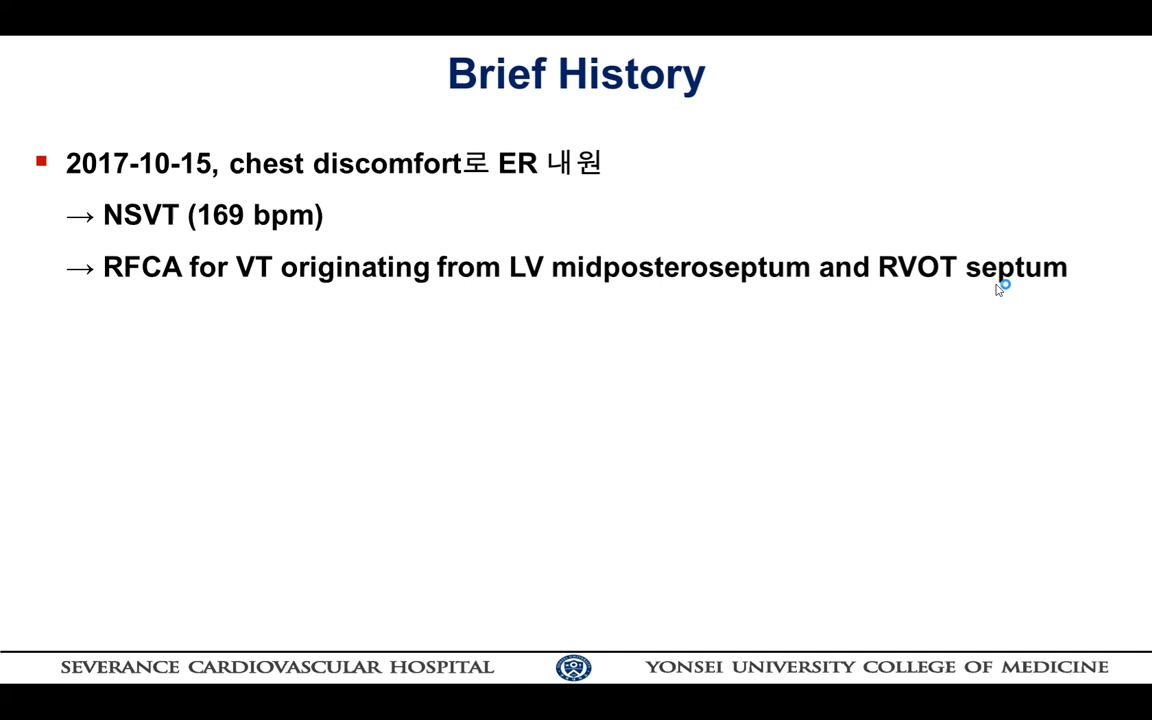 Brief History
2017-10-15, chest discomfort로 ER 내원
→ NSVT (169 bpm)
→ RFCA for VT originating from LV midposteroseptum and RVOT septum
SEVERANCE CARDIOVASCULAR HOSPITAL
YONSEI UNIVERSITY COLLEGE OF MEDICINE